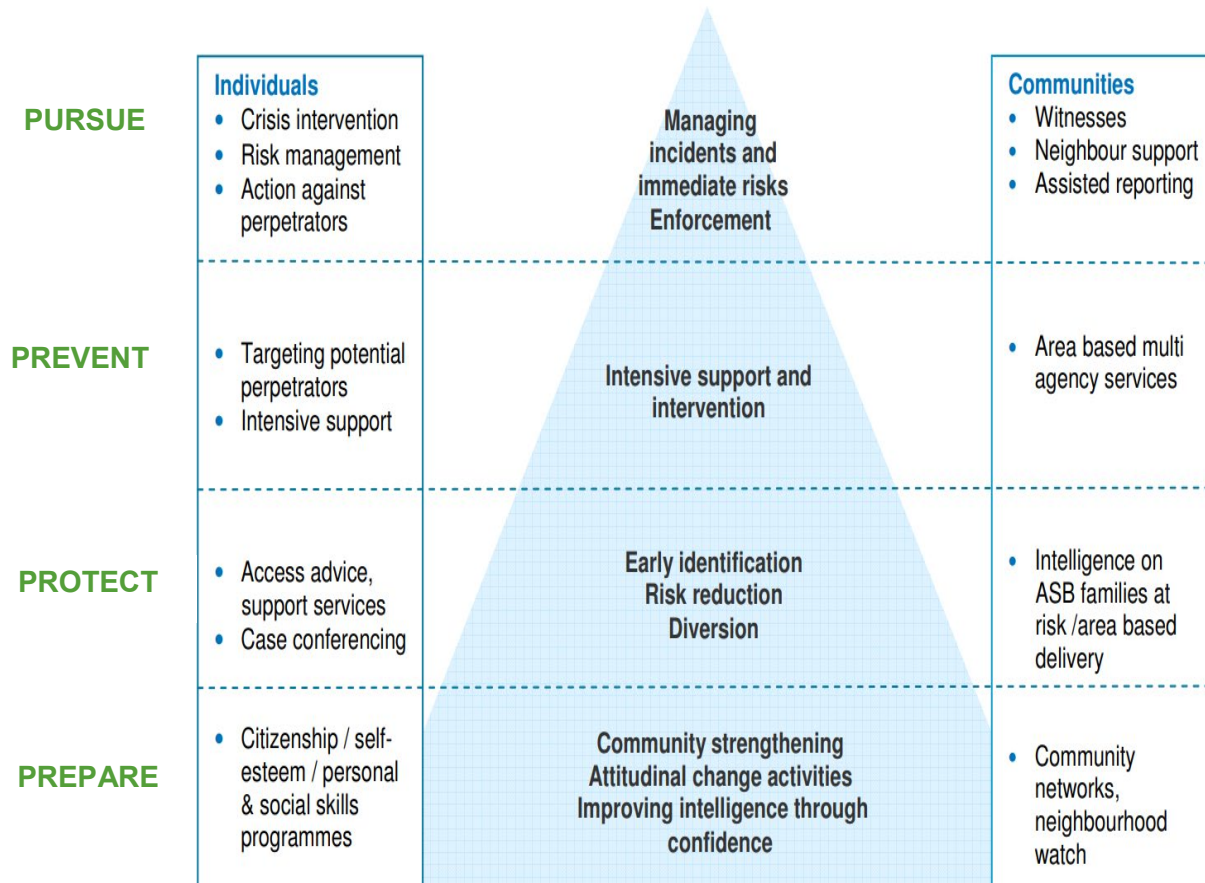 PURSUE
Individuals
• Crisis intervention
• Risk management
• Action against
perpetrators
Managing
incidents and
immediate risks
Enforcement
Communities
• Witnesses
• Neighbour support
• Assisted reporting
PREVENT
• Targeting potential
perpetrators
• Intensive support
Intensive support and
intervention
• Area based multi
agency services
PROTECT
• Access advice,
support services
• Case conferencing
Early identification
Risk reduction
Diversion
• Intelligence on
ASB families at
risk /area based
delivery
PREPARE
• Citizenship / self-
esteem / personal
& social skills
programmes
Community strengthening
Attitudinal change activities
Improving intelligence through
confidence
• Community
networks,
neighbourhood
watch